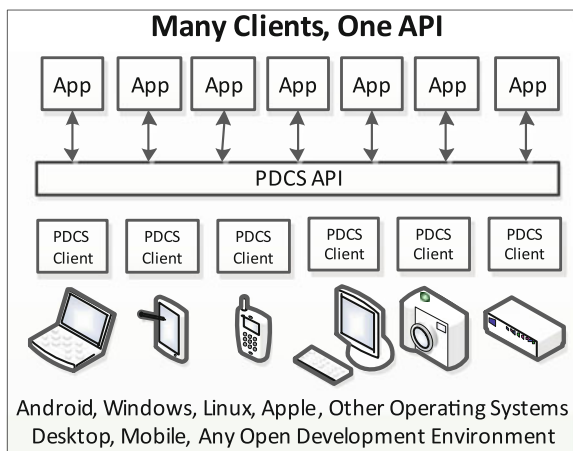 Many Clients, One API
App App App App App App App
PDCS API
PDCS PDCS PDCS PDCS PDCS PDCS
Client Client Client Client Client Client
Android, Windows, Linux, Apple, Other Operating Systems
Desktop, Mobile, Any Open Development Environment